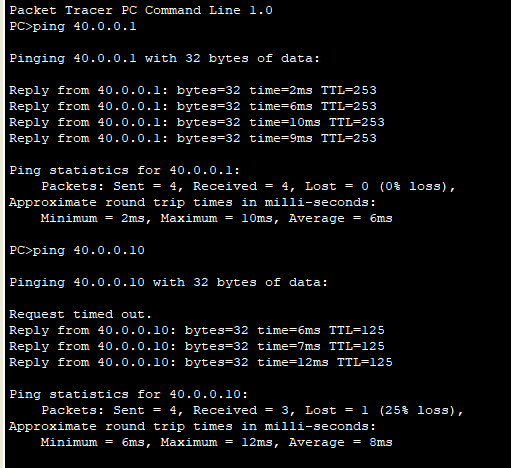 Packet Tracer PC Command Line 1.0
PC>ping 40.0.0.1
Pinging 40.0.0.1 with 32 bytes of data:
Reply from 40.0.0.1: bytes=32 time=2ms TTL=253
Reply from 40.0.0.1: bytes=32 time=6ms TTL=253
Reply from 40.0.0.1: bytes=32 time=10ms TTL=253
Reply from 40.0.0.1: bytes=32 time=9ms TTL=253
Ping statistics for 40.0.0.1:
    Packets: Sent = 4, Received = 4, Lost = 0 (0% loss),
Approximate round trip times in milli-seconds:
    Minimum = 2ms, Maximum = 10ms, Average = 6ms
PC>ping 40.0.0.10
Pinging 40.0.0.10 with 32 bytes of data:
Request timed out.
Reply from 40.0.0.10: bytes=32 time=6ms TTL=125
Reply from 40.0.0.10: bytes=32 time=7ms TTL=125
Reply from 40.0.0.10: bytes=32 time=12ms TTL=125
Ping statistics for 40.0.0.10:
    Packets: Sent = 4, Received = 3, Lost = 1 (25% loss),
Approximate round trip times in milli-seconds:
    Minimum = 6ms, Maximum = 12ms, Average = 8ms